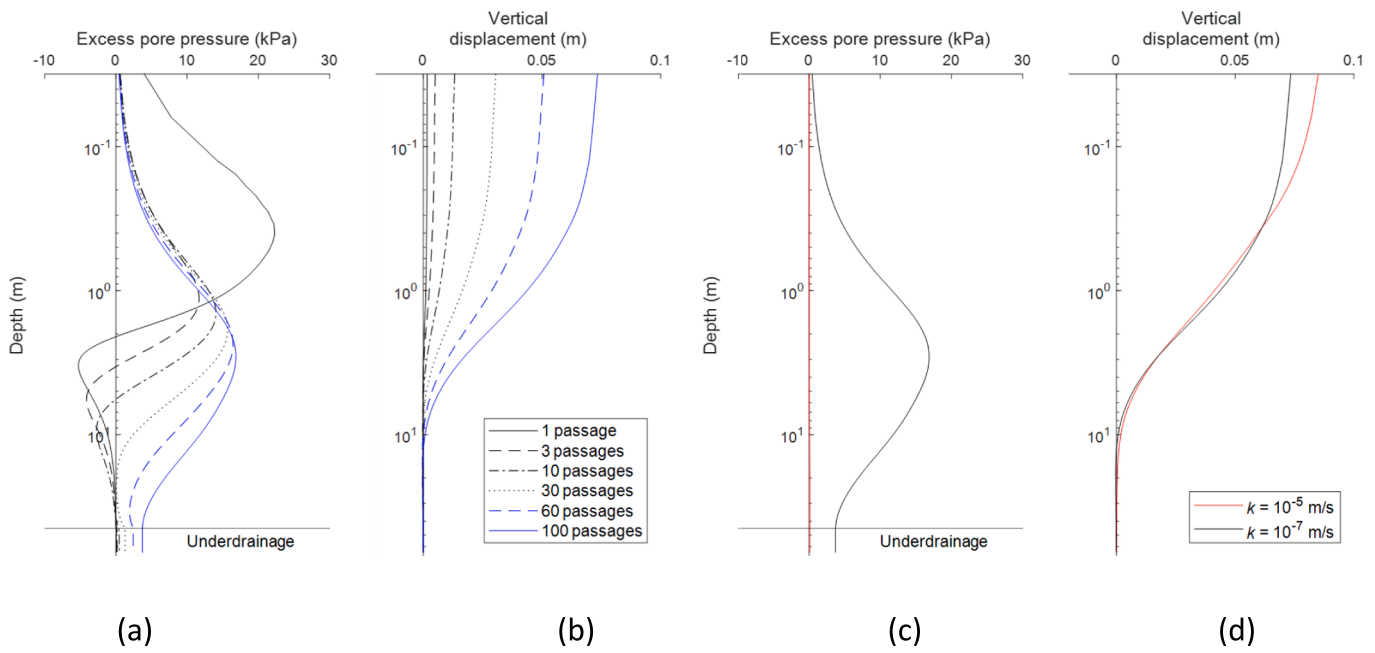 Excess pore pressure (kPa)
-10 0 10 20 30
Depth (m)
10-1
100
101
Underdrainage
(a)
Vertical
displacement (m)
0 0.05 0.1
10-1
100
101
1 passage
3 passages
10 passages
30 passages
60 passages
100 passages
(b)
Excess pore pressure (kPa)
-10 0 10 20 30
Depth (m)
10-1
100
101
Underdrainage
(c)
Vertical
displacement (m)
0 0.05 0.1
10-1
100
101
k = 10-5 m/s
k = 10-7 m/s
(d)